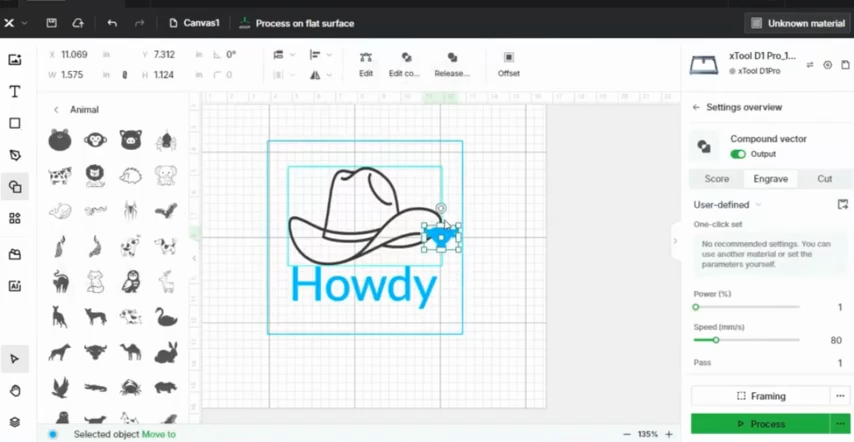 Canvas1
Process on flat surface
Unknown material
X 11.069 in
Y 7.312 in
0°
W 1.575 in
H 1.124 in
0
Edit
Edit co...
Release...
Offset
xTool D1 Pro_1...
xTool D1Pro
Animal
Settings overview
Compound vector
Output
Score
Engrave
Cut
User-defined
One-click set
No recommended settings. You can
use another material or set the
parameters yourself.
Power (%)
1
Speed (mm/s)
80
Pass
1
Howdy
Framing
Process
Selected object Move to
135%